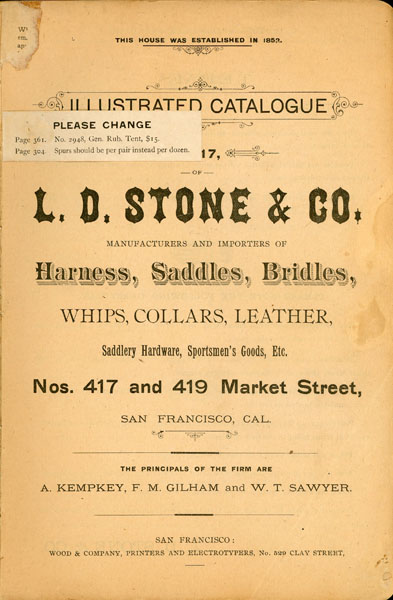 THIS HOUSE WAS ESTABLISHED IN 1852.
ILLUSTRATED CATALOGUE
PLEASE CHANGE
Page 361. No. 2948, Gen. Rub. Tent, $15.
Page 304. Spurs should be per pair instead per dozen.
17,
— OF —
L. D. STONE & CO.
MANUFACTURERS AND IMPORTERS OF
Harness, Saddles, Bridles,
WHIPS, COLLARS, LEATHER,
Saddlery Hardware, Sportsmen's Goods, Etc.
Nos. 417 and 419 Market Street,
SAN FRANCISCO, CAL.
THE PRINCIPALS OF THE FIRM ARE
A. KEMPKEY, F. M. GILHAM and W. T. SAWYER.
SAN FRANCISCO:
WOOD & COMPANY, PRINTERS AND ELECTROTYPERS, No. 529 CLAY STREET,